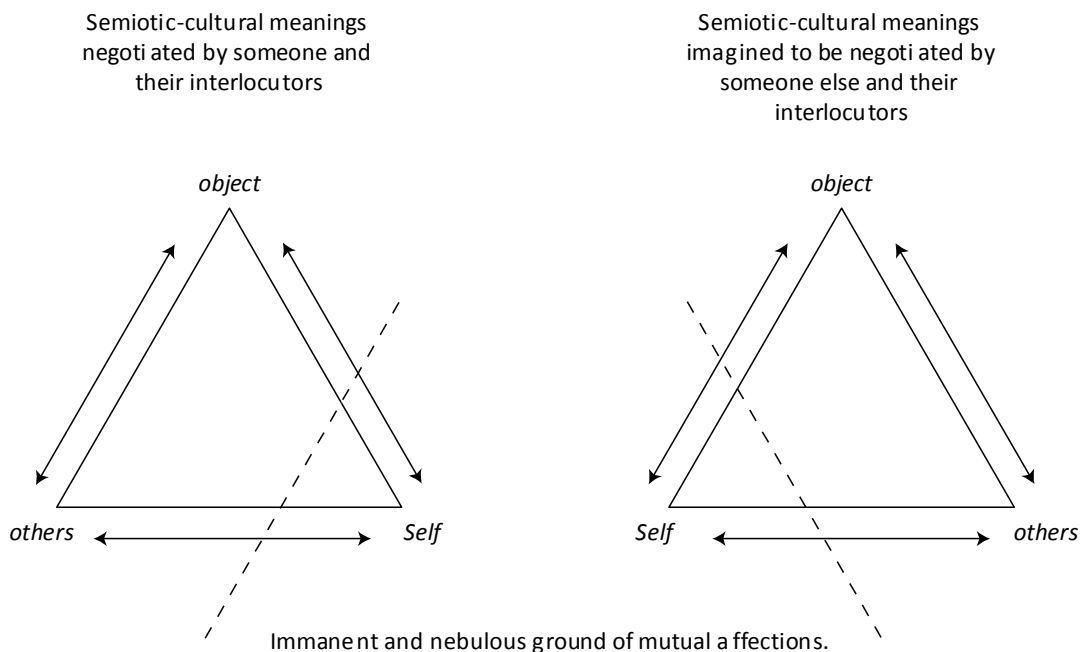 Semiotic-cultural meanings
negotiated by someone and
their interlocutors
Semiotic-cultural meanings
imagined to be negotiated by
someone else and their
interlocutors
object
object
others
Self
Self
others
Immanent and nebulous ground of mutual affections.